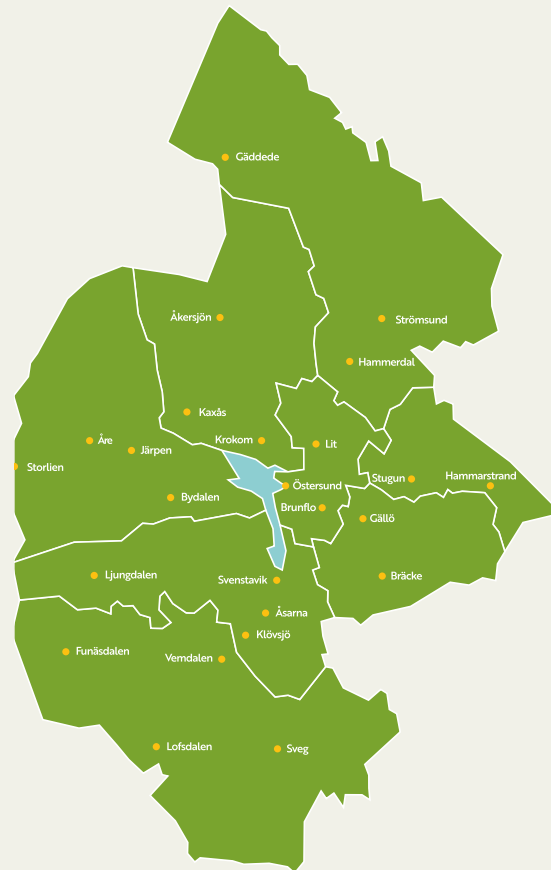 Gäddede
Åkersjön
Strömsund
Hammerdal
Kaxås
Krokom
Lit
Åre
Järpen
Storlien
Stugun
Hammarstrand
Östersund
Bydalen
Brunflo
Gällö
Ljungdalen
Svenstavik
Bräcke
Åsarna
Klövsjö
Funäsdalen
Vemdalen
Lofsdalen
Sveg